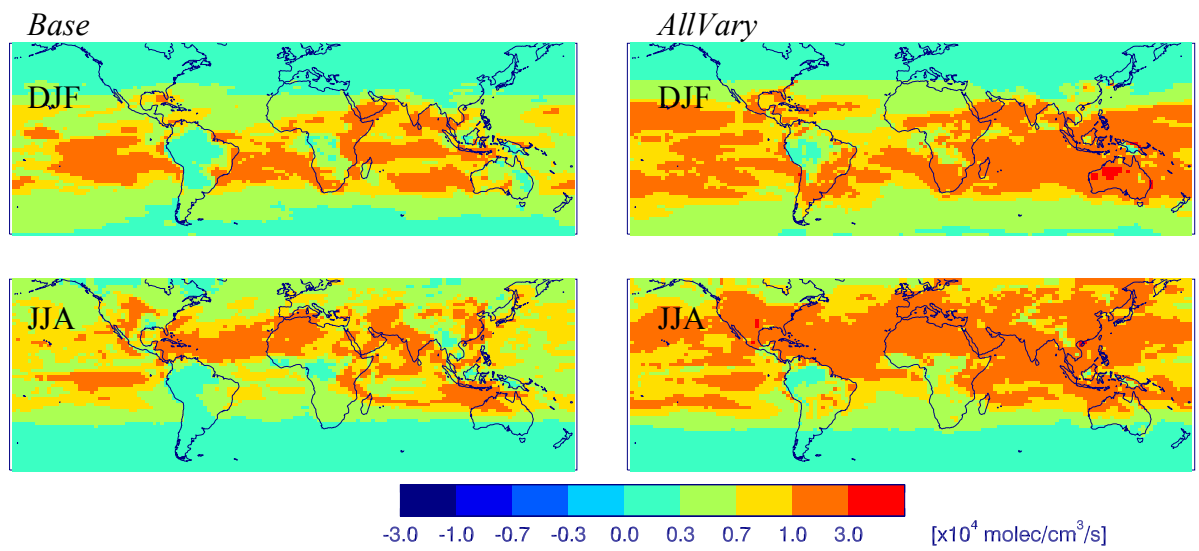 Base AllVary
DJF DJF
JJA JJA
-3.0 -1.0 -0.7 -0.3 0.0 0.3 0.7 1.0 3.0 [x10⁴ molec/cm³/s]